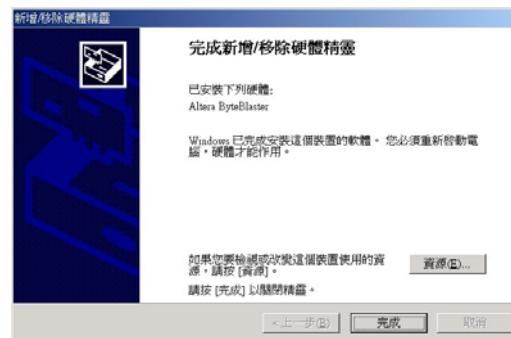 新增/移除硬體精靈
完成新增/移除硬體精靈
已安裝下列硬體:
Altera ByteBlaster
Windows 已完成安裝這個裝置的軟體。 您必須重新啓動電
腦，硬體才能作用。
如果您要檢視或改變這個裝置使用的資
源，請按 [資源]。
資源(E)...
請按 [完成] 以關閉精靈。
<上一步(B)
完成
取消